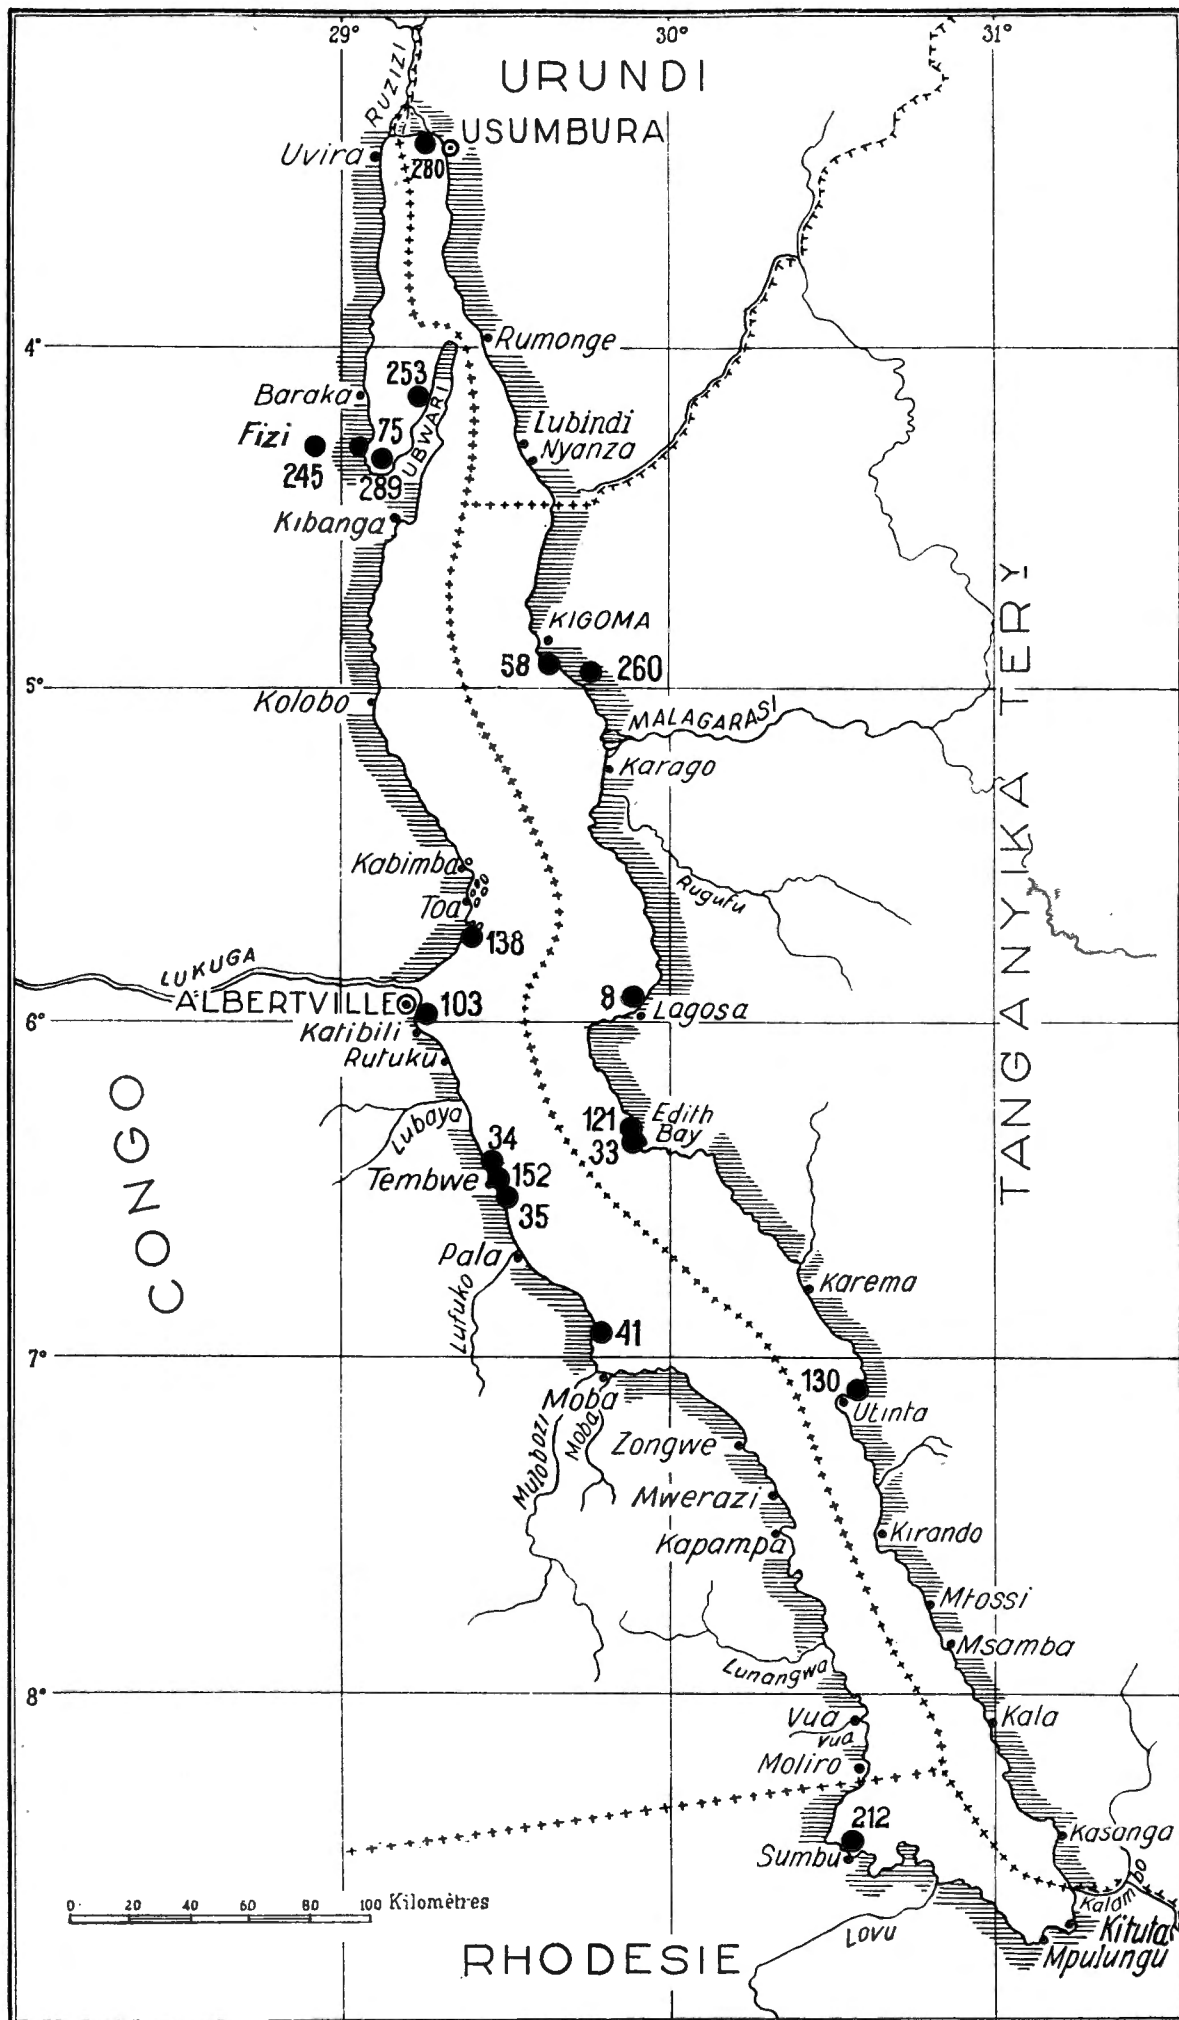 29° 30° 31°
RUZIZI
URUNDI
USUMBURA
Uvira
280
4°
Rumonge
253
Baraka
UBWARI
Fizi
75
245
289
Lubindi
Nyanza
Kibanga
KIGOMA
58
260
5°
Kolobo
MALAGARASI
Karago
TANGANYIKA TERY
Kabimba
Toa
Rugufu
138
LUKUGA
ALBERTVILLE
103
8
Lagosa
6°
Katibili
Rutuku
CONGO
Lubaya
121
Edith
Bay
33
34
Tembwe
152
35
Pala
Lufuko
Karema
41
7°
130
Utinta
Moba
Mulobozi
Moba
Zongwe
Mwerazi
Kapampa
Kirando
Mtossi
Msamba
Lunangwa
8°
Vua
Vua
Kala
Moliro
212
Sumbu
Kasanga
Kalambo
0 20 40 60 80 100 Kilomètres
Lovu
Kituta
Mpulungu
RHODESIE